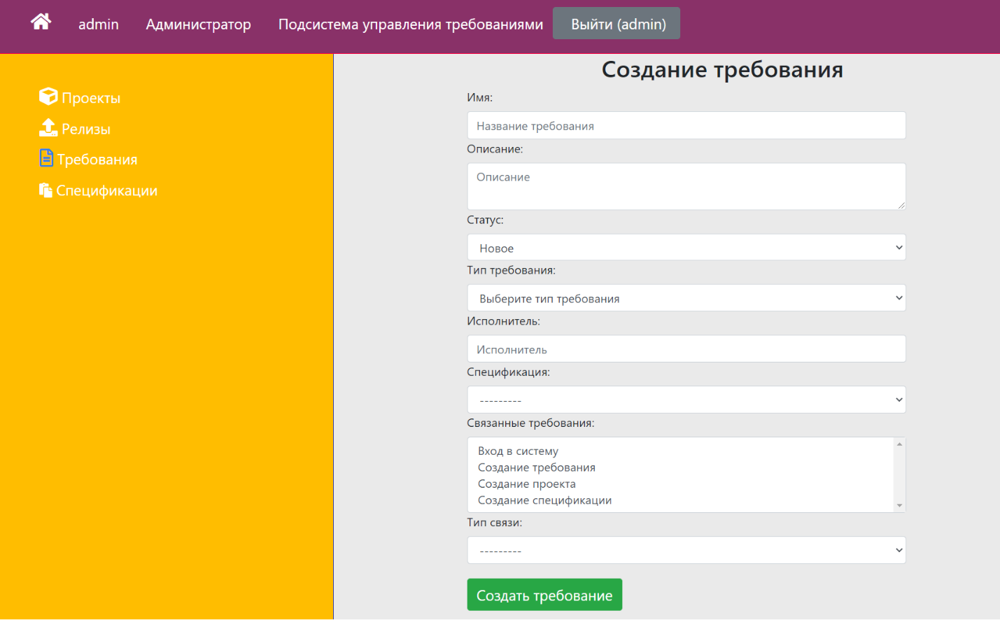 admin Администратор Подсистема управления требованиями Выйти (admin)
Проекты
Релизы
Требования
Спецификации
Создание требования
Имя:
Название требования
Описание:
Описание
Статус:
Новое
Тип требования:
Выберите тип требования
Исполнитель:
Исполнитель
Спецификация:
---------
Связанные требования:
Вход в систему
Создание требования
Создание проекта
Создание спецификации
Тип связи:
---------
Создать требование